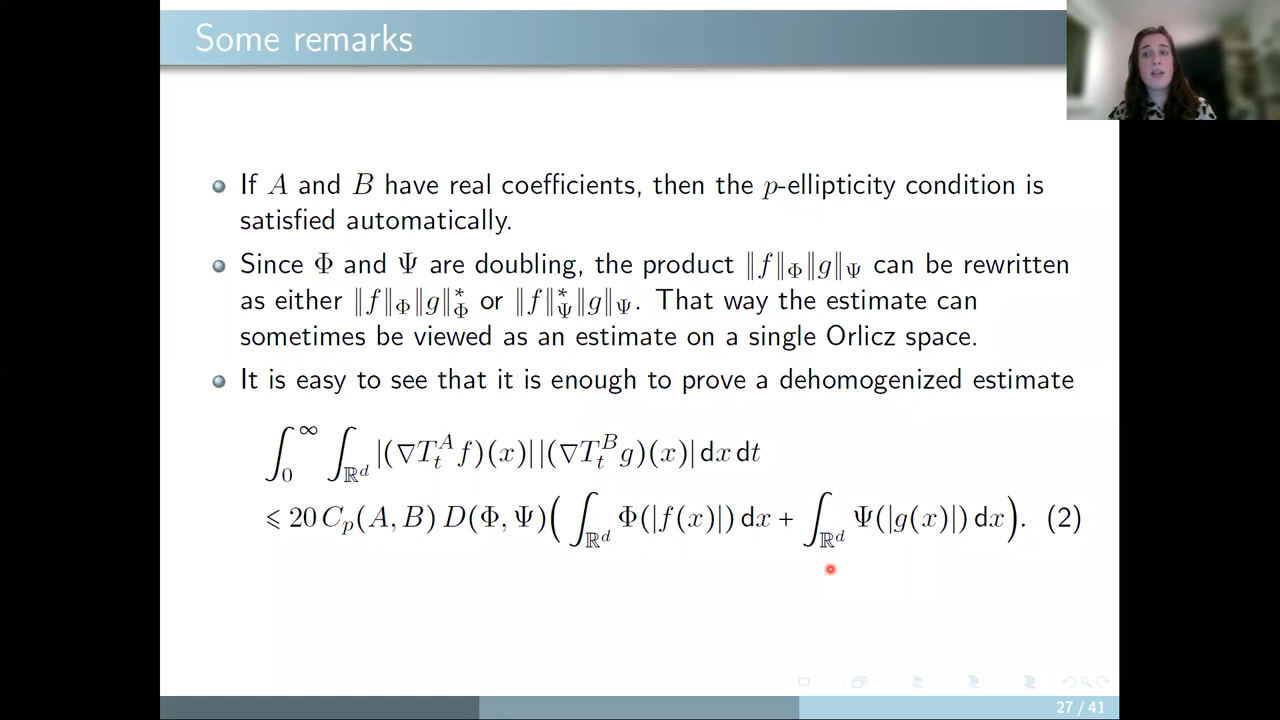 Some remarks
If A and B have real coefficients, then the p-ellipticity condition is
satisfied automatically.
Since Φ and Ψ are doubling, the product ‖f‖_Φ‖g‖_Ψ can be rewritten
as either ‖f‖_Φ‖g‖*_Φ or ‖f‖*_Ψ‖g‖_Ψ. That way the estimate can
sometimes be viewed as an estimate on a single Orlicz space.
It is easy to see that it is enough to prove a dehomogenized estimate
∫_0^∞ ∫_{ℝ^d} |(∇T_t^A f)(x)| |(∇T_t^B g)(x)| dx dt
⩽ 20 C_p(A, B) D(Φ, Ψ)(∫_{ℝ^d} Φ(|f(x)|) dx + ∫_{ℝ^d} Ψ(|g(x)|) dx). (2)
27 / 41